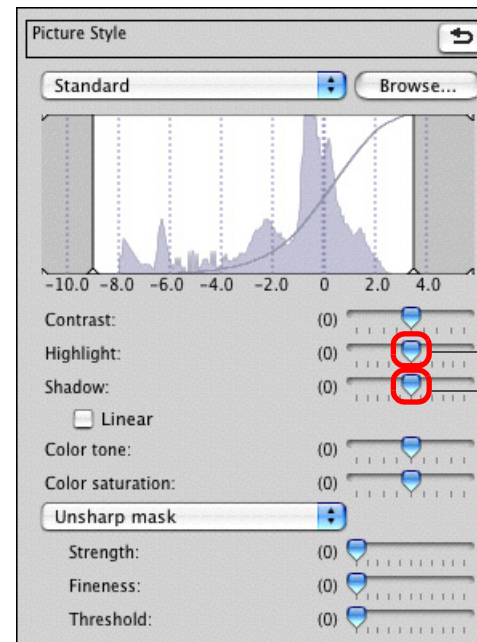 Picture Style
Standard Browse...
-10.0 -8.0 -6.0 -4.0 -2.0 0 2.0 4.0
Contrast: (0)
Highlight: (0)
Shadow: (0)
Linear
Color tone: (0)
Color saturation: (0)
Unsharp mask
Strength: (0)
Fineness: (0)
Threshold: (0)